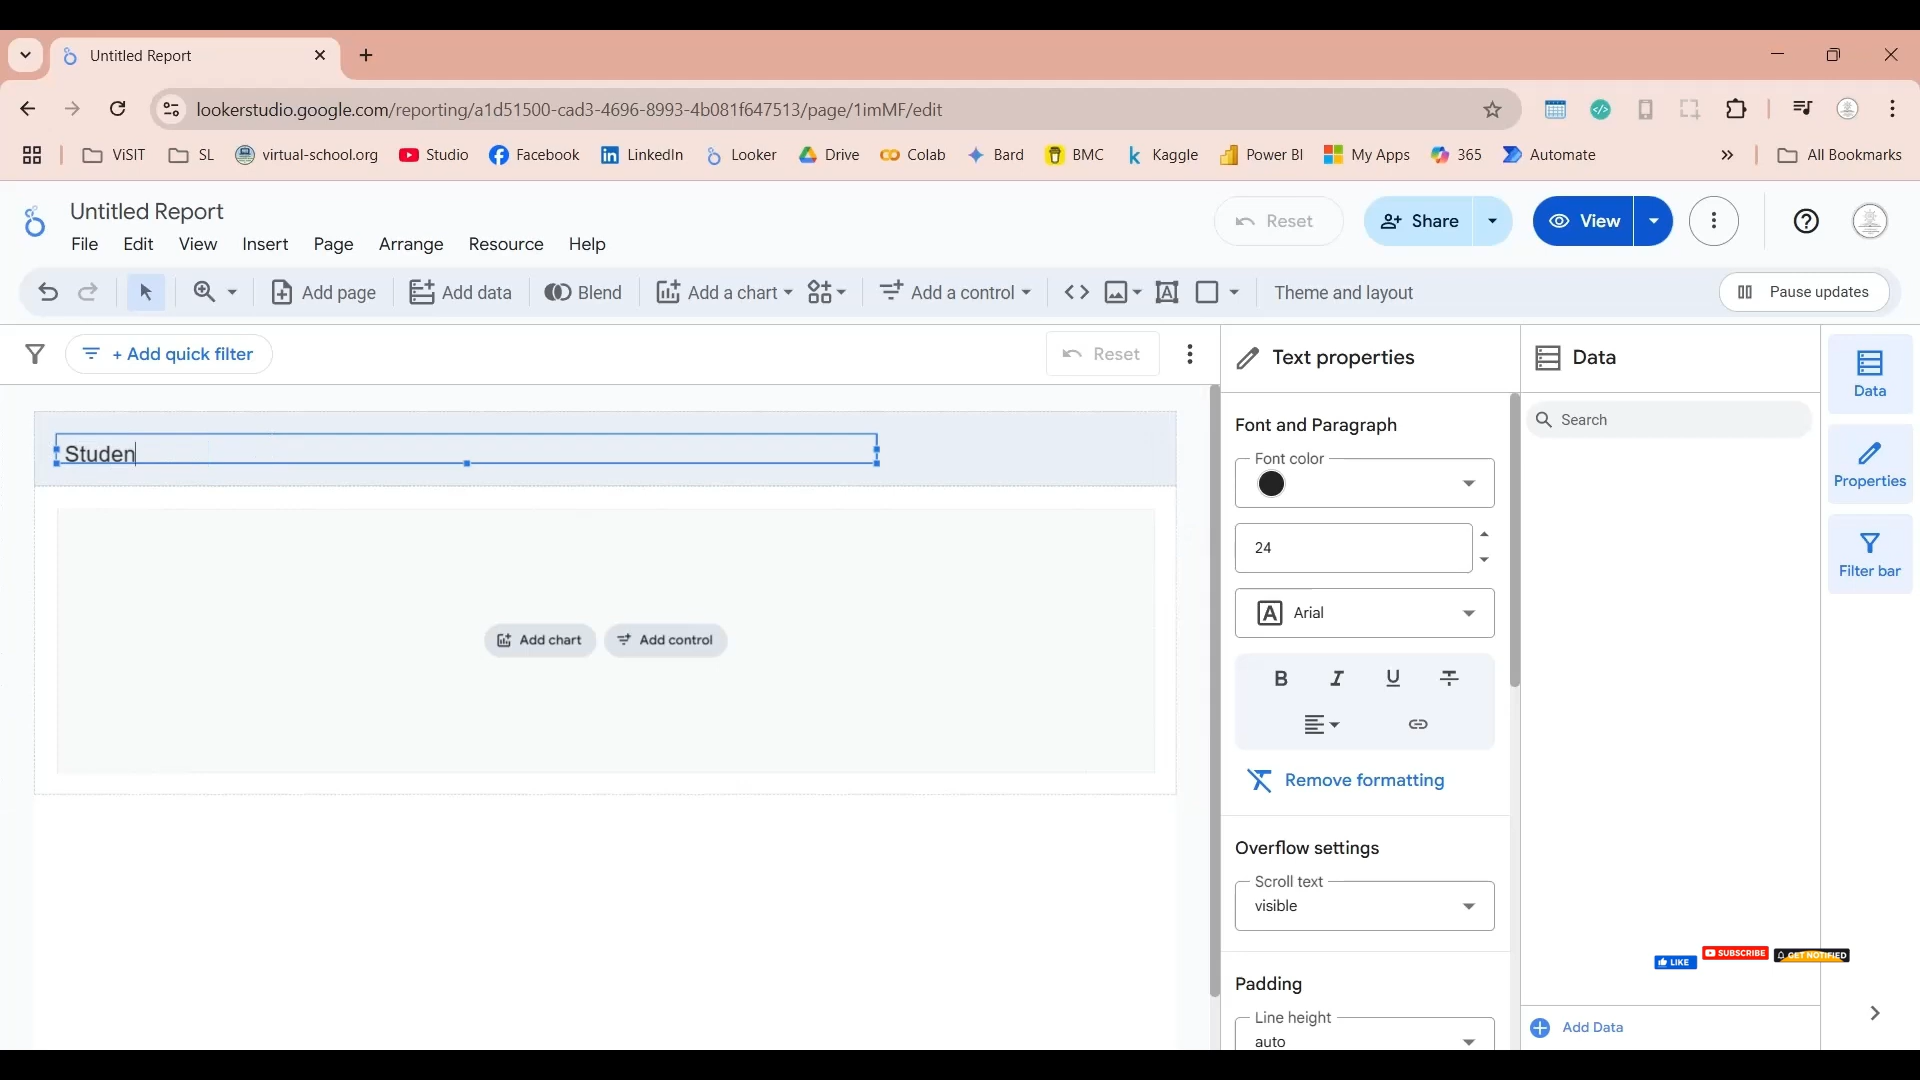 Untitled Report
lookerstudio.google.com/reporting/a1d51500-cad3-4696-8993-4b081f647513/page/1imMF/edit
ViSIT SL virtual-school.org Studio Facebook LinkedIn Looker Drive Colab Bard BMC Kaggle Power BI My Apps 365 Automate » All Bookmarks
Untitled Report
Reset Share View
File Edit View Insert Page Arrange Resource Help
Add page Add data Blend Add a chart Add a control Theme and layout Pause updates
+ Add quick filter Reset
Studen
Add chart Add control
Text properties
Font and Paragraph
Font color
24
Arial
Remove formatting
Overflow settings
Scroll text
visible
Padding
Line height
auto
Data
Search
Add Data
Data
Properties
Filter bar
LIKE SUBSCRIBE GET NOTIFIED